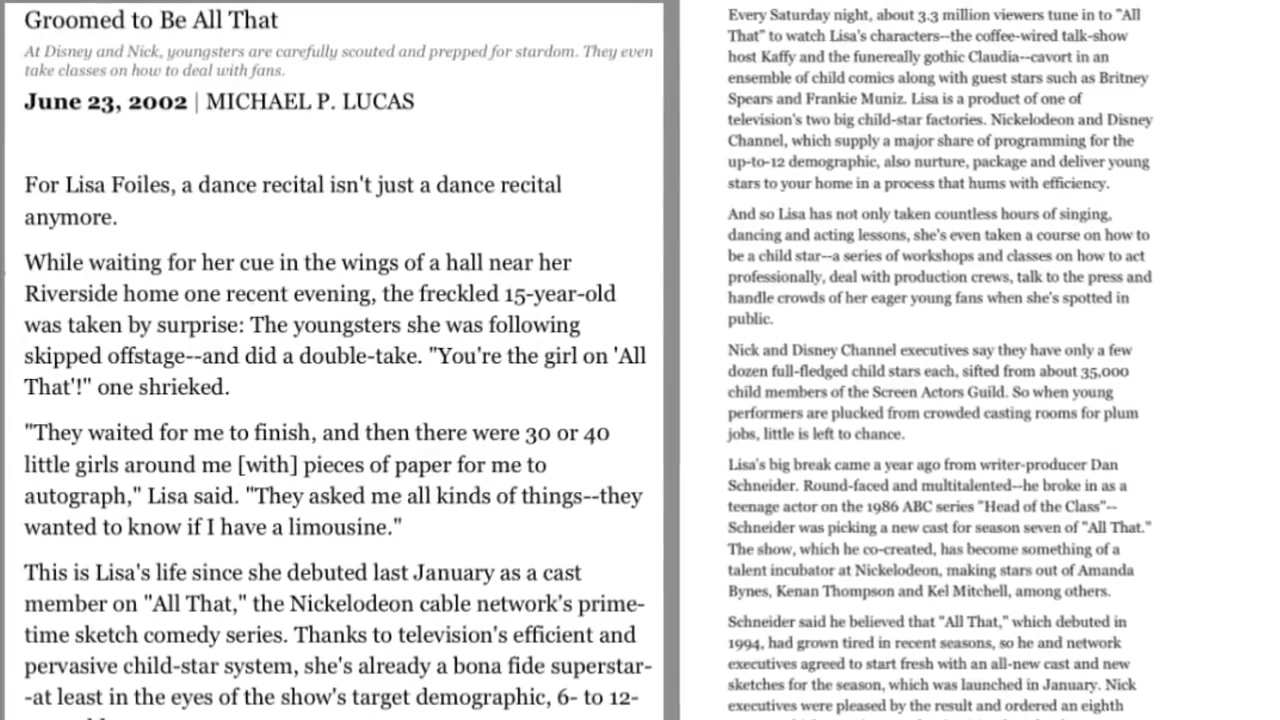 Groomed to Be All That
At Disney and Nick, youngsters are carefully scouted and prepped for stardom. They even
take classes on how to deal with fans.
June 23, 2002 | MICHAEL P. LUCAS
For Lisa Foiles, a dance recital isn't just a dance recital
anymore.
While waiting for her cue in the wings of a hall near her
Riverside home one recent evening, the freckled 15-year-old
was taken by surprise: The youngsters she was following
skipped offstage--and did a double-take. "You're the girl on 'All
That'!" one shrieked.
"They waited for me to finish, and then there were 30 or 40
little girls around me [with] pieces of paper for me to
autograph," Lisa said. "They asked me all kinds of things--they
wanted to know if I have a limousine."
This is Lisa's life since she debuted last January as a cast
member on "All That," the Nickelodeon cable network's prime-
time sketch comedy series. Thanks to television's efficient and
pervasive child-star system, she's already a bona fide superstar-
-at least in the eyes of the show's target demographic, 6- to 12-
Every Saturday night, about 3.3 million viewers tune in to "All
That" to watch Lisa's characters--the coffee-wired talk-show
host Kaffy and the funereally gothic Claudia--cavort in an
ensemble of child comics along with guest stars such as Britney
Spears and Frankie Muniz. Lisa is a product of one of
television's two big child-star factories. Nickelodeon and Disney
Channel, which supply a major share of programming for the
up-to-12 demographic, also nurture, package and deliver young
stars to your home in a process that hums with efficiency.
And so Lisa has not only taken countless hours of singing,
dancing and acting lessons, she's even taken a course on how to
be a child star--a series of workshops and classes on how to act
professionally, deal with production crews, talk to the press and
handle crowds of her eager young fans when she's spotted in
public.
Nick and Disney Channel executives say they have only a few
dozen full-fledged child stars each, sifted from about 35,000
child members of the Screen Actors Guild. So when young
performers are plucked from crowded casting rooms for plum
jobs, little is left to chance.
Lisa's big break came a year ago from writer-producer Dan
Schneider. Round-faced and multitalented--he broke in as a
teenage actor on the 1986 ABC series "Head of the Class"--
Schneider was picking a new cast for season seven of "All That."
The show, which he co-created, has become something of a
talent incubator at Nickelodeon, making stars out of Amanda
Bynes, Kenan Thompson and Kel Mitchell, among others.
Schneider said he believed that "All That," which debuted in
1994, had grown tired in recent seasons, so he and network
executives agreed to start fresh with an all-new cast and new
sketches for the season, which was launched in January. Nick
executives were pleased by the result and ordered an eighth